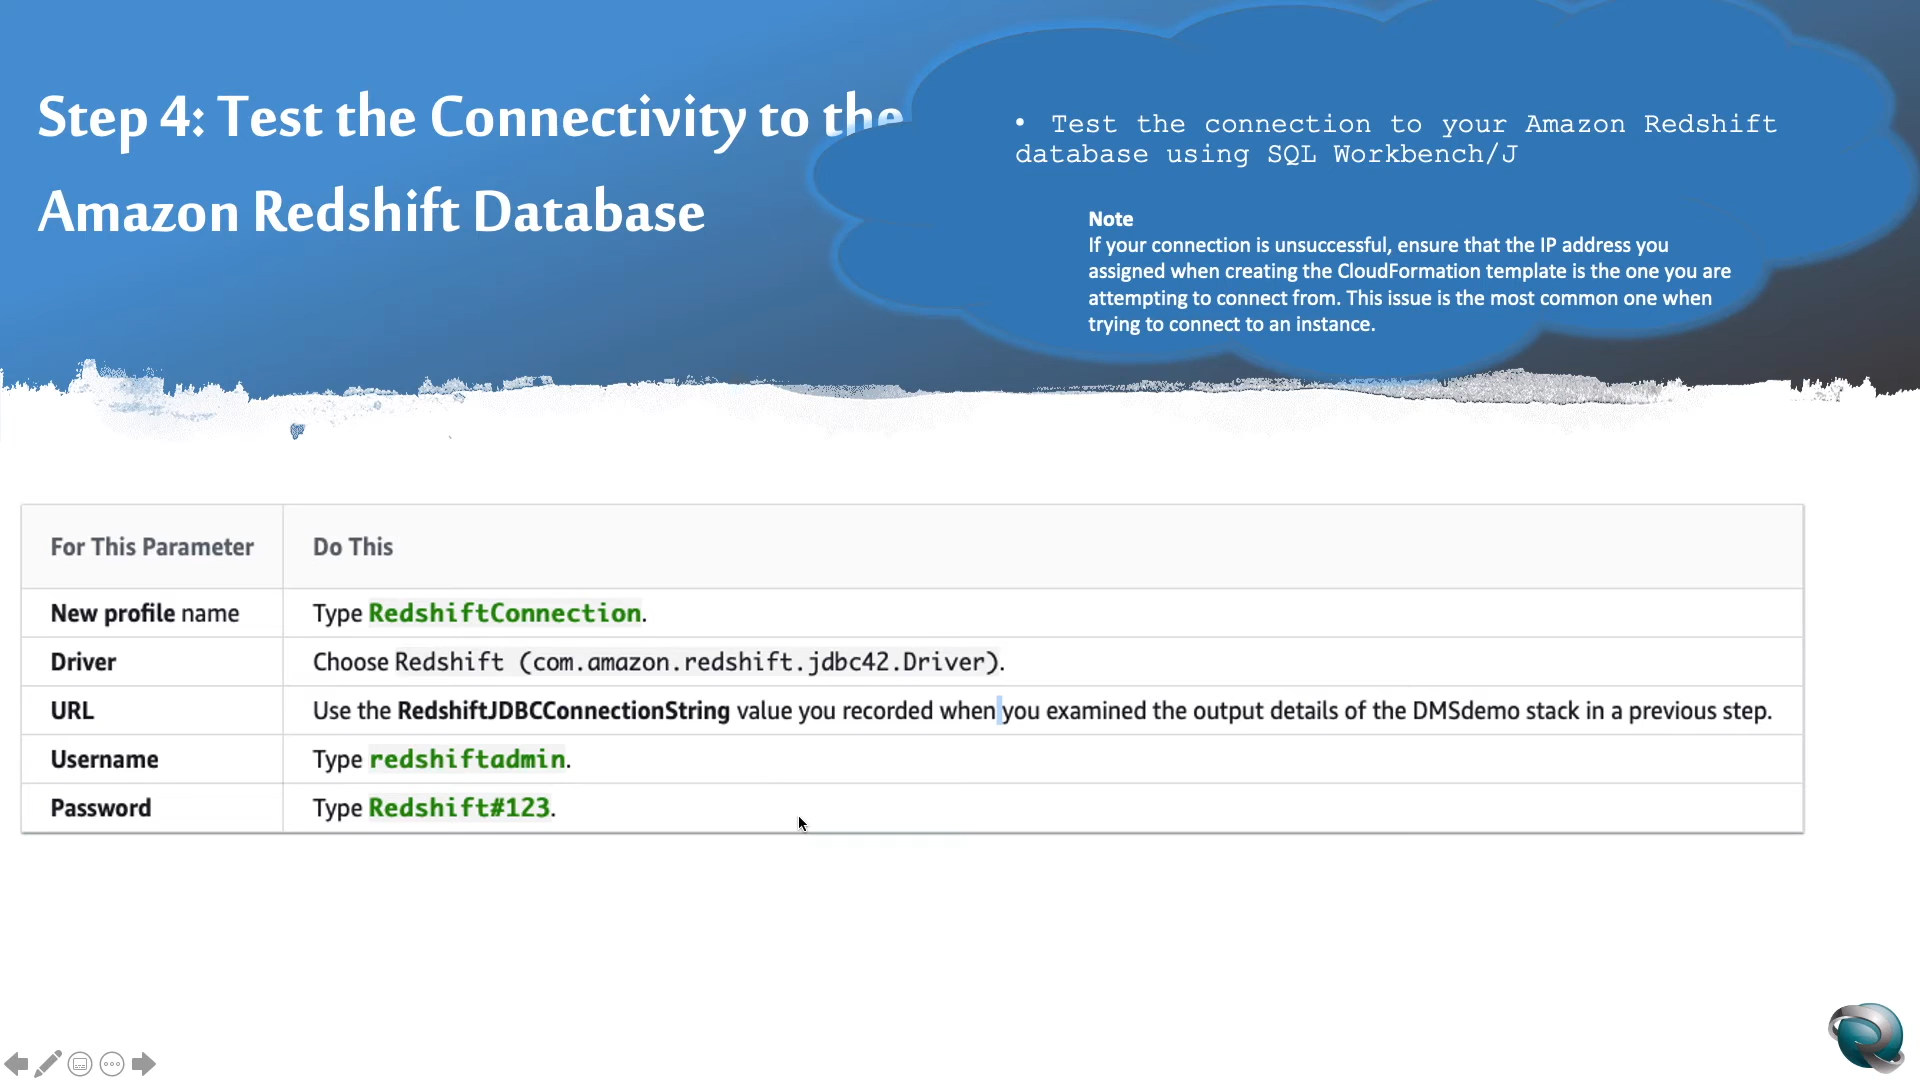 Step 4: Test the Connectivity to the
Amazon Redshift Database
• Test the connection to your Amazon Redshift
database using SQL Workbench/J
Note
If your connection is unsuccessful, ensure that the IP address you
assigned when creating the CloudFormation template is the one you are
attempting to connect from. This issue is the most common one when
trying to connect to an instance.
For This Parameter Do This
New profile name Type RedshiftConnection.
Driver Choose Redshift (com.amazon.redshift.jdbc42.Driver).
URL Use the RedshiftJDBCConnectionString value you recorded when you examined the output details of the DMSdemo stack in a previous step.
Username Type redshiftadmin.
Password Type Redshift#123.